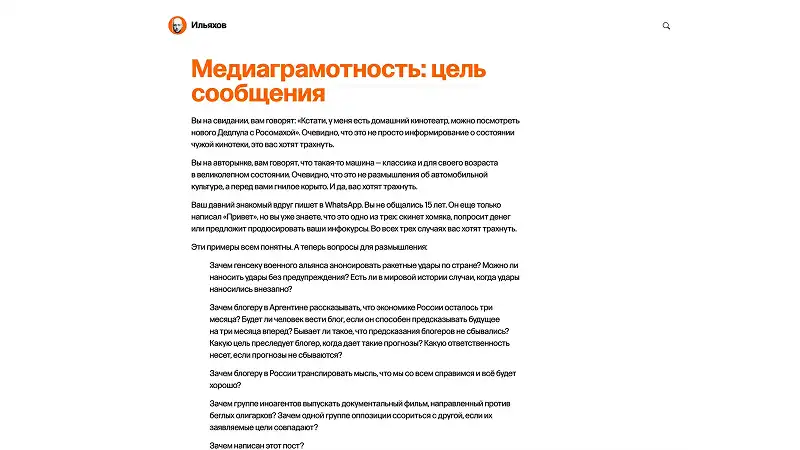 Ильяхов
Медиаграмотность: цель
сообщения
Вы на свидании, вам говорят: «Кстати, у меня есть домашний кинотеатр, можно посмотреть
нового Дедпула с Росомахой». Очевидно, что это не просто информирование о состоянии
чужой кинотеки, это вас хотят трахнуть.
Вы на авторынке, вам говорят, что такая-то машина — классика и для своего возраста
в великолепном состоянии. Очевидно, что это не размышления об автомобильной
культуре, а перед вами гнилое корыто. И да, вас хотят трахнуть.
Ваш давний знакомый вдруг пишет в WhatsApp. Вы не общались 15 лет. Он еще только
написал «Привет», но вы уже знаете, что это одно из трех: скинет хомяка, попросит денег
или предложит продюсировать ваши инфокурсы. Во всех трех случаях вас хотят трахнуть.
Эти примеры всем понятны. А теперь вопросы для размышления:
Зачем генсеку военного альянса анонсировать ракетные удары по стране? Можно ли
наносить удары без предупреждения? Есть ли в мировой истории случаи, когда удары
наносились внезапно?
Зачем блогеру в Аргентине рассказывать, что экономике России осталось три
месяца? Будет ли человек вести блог, если он способен предсказывать будущее
на три месяца вперед? Бывает ли такое, что предсказания блогеров не сбывались?
Какую цель преследует блогер, когда дает такие прогнозы? Какую ответственность
несет, если прогнозы не сбываются?
Зачем блогеру в России транслировать мысль, что мы со всем справимся и всё будет
хорошо?
Зачем группе иноагентов выпускать документальный фильм, направленный против
беглых олигархов? Зачем одной группе оппозиции ссориться с другой, если их
заявляемые цели совпадают?
Зачем написан этот пост?